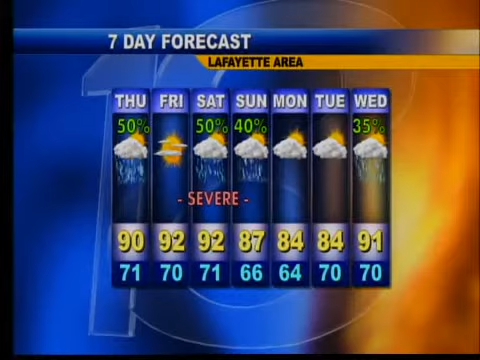 7 DAY FORECAST
LAFAYETTE AREA
THU FRI SAT SUN MON TUE WED
50% 50% 40% 35%
- SEVERE -
90 92 92 87 84 84 91
71 70 71 66 64 70 70